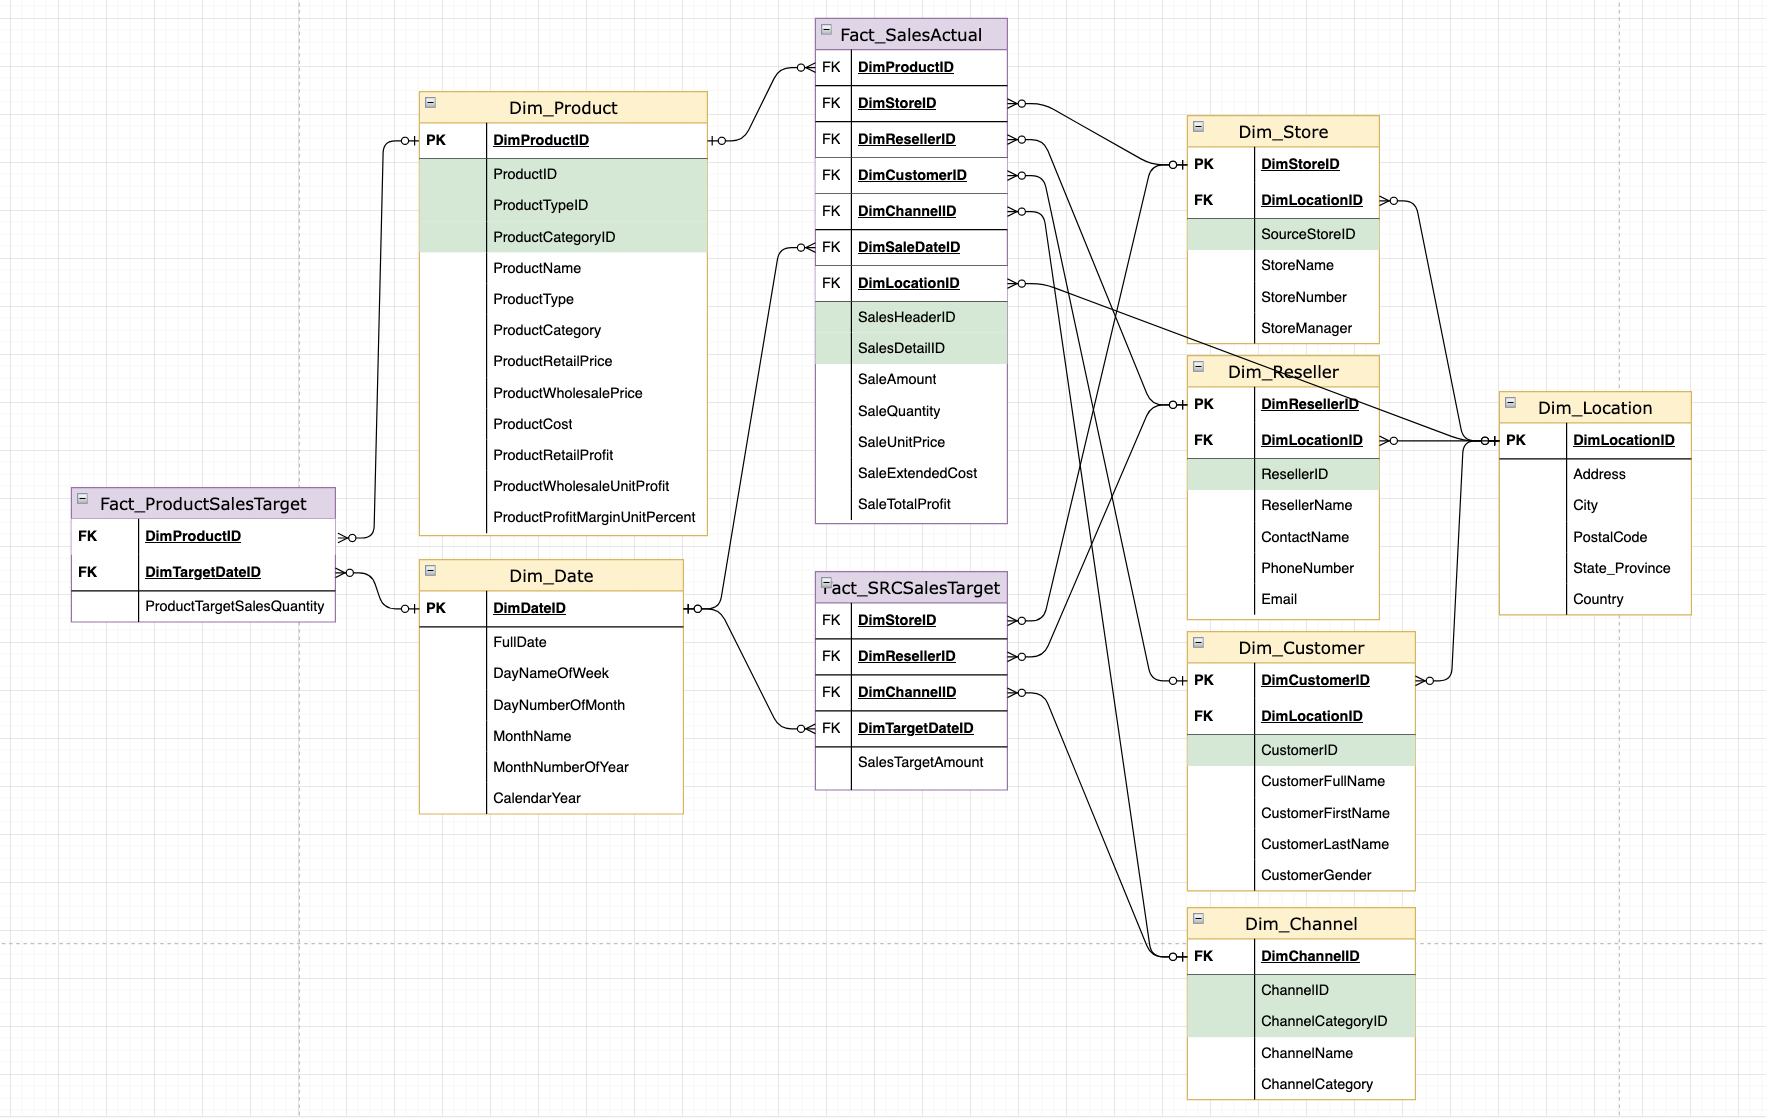 Fact_SalesActual
FK DimProductID
FK DimStoreID
FK DimResellerID
FK DimCustomerID
FK DimChannelID
FK DimSaleDateID
FK DimLocationID
SalesHeaderID
SalesDetailID
SaleAmount
SaleQuantity
SaleUnitPrice
SaleExtendedCost
SaleTotalProfit
Dim_Product
PK DimProductID
ProductID
ProductTypeID
ProductCategoryID
ProductName
ProductType
ProductCategory
ProductRetailPrice
ProductWholesalePrice
ProductCost
ProductRetailProfit
ProductWholesaleUnitProfit
ProductProfitMarginUnitPercent
Dim_Store
PK DimStoreID
FK DimLocationID
SourceStoreID
StoreName
StoreNumber
StoreManager
Dim_Reseller
PK DimResellerID
FK DimLocationID
ResellerID
ResellerName
ContactName
PhoneNumber
Email
Dim_Location
PK DimLocationID
Address
City
PostalCode
State_Province
Country
Fact_ProductSalesTarget
FK DimProductID
FK DimTargetDateID
ProductTargetSalesQuantity
Dim_Date
PK DimDateID
FullDate
DayNameOfWeek
DayNumberOfMonth
MonthName
MonthNumberOfYear
CalendarYear
Fact_SRCSalesTarget
FK DimStoreID
FK DimResellerID
FK DimChannelID
FK DimTargetDateID
SalesTargetAmount
Dim_Customer
PK DimCustomerID
FK DimLocationID
CustomerID
CustomerFullName
CustomerFirstName
CustomerLastName
CustomerGender
Dim_Channel
FK DimChannelID
ChannelID
ChannelCategoryID
ChannelName
ChannelCategory